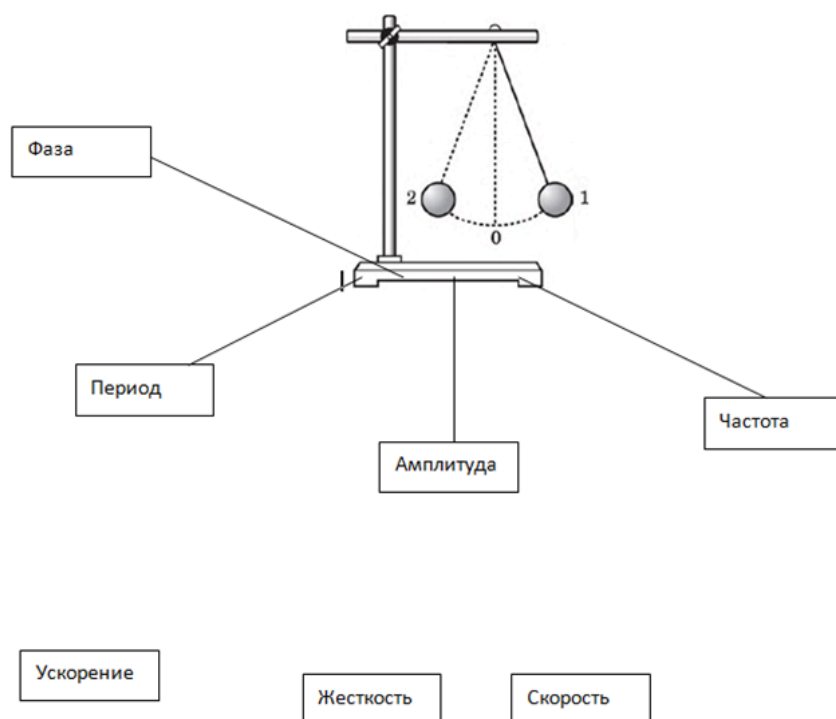 Фаза
2
1
0
Период
Частота
Амплитуда
Ускорение
Жесткость
Скорость